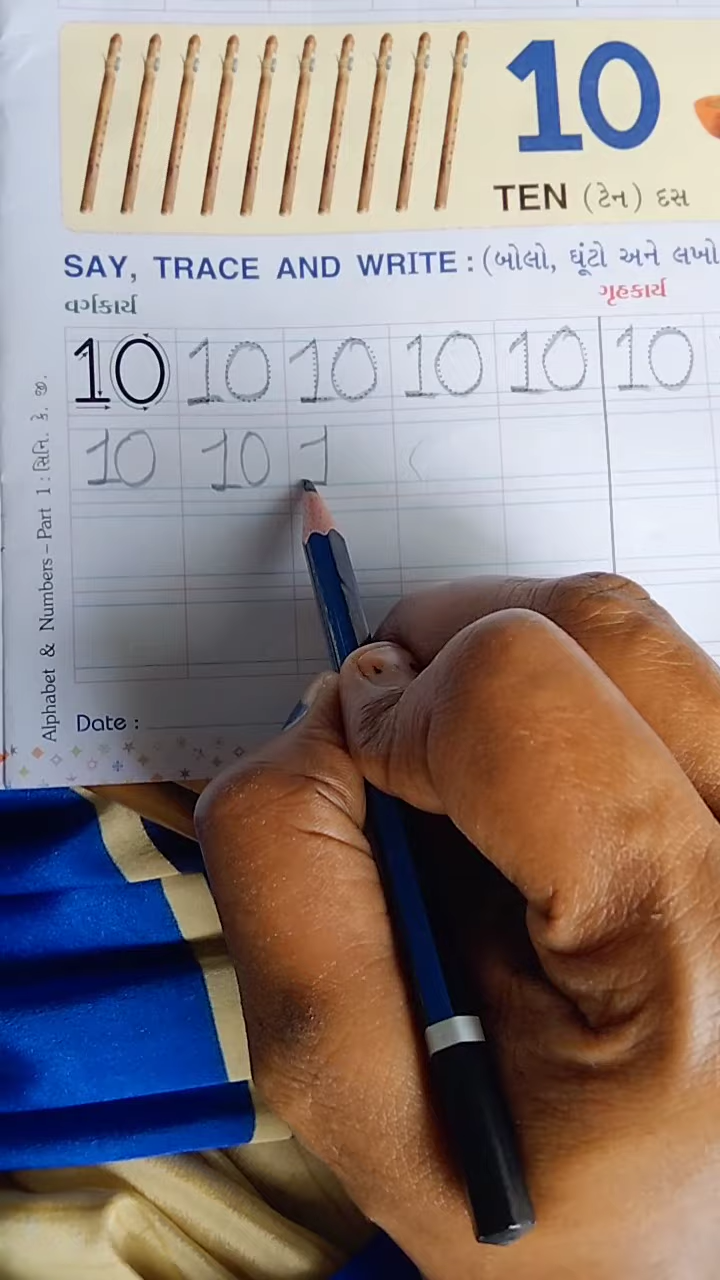 10
TEN (ટેન) દસ
SAY, TRACE AND WRITE : (બોલો, ઘૂંટો અને લખો
વર્ગકાર્ય ગૃહકાર્ય
10 10 10 10 10 10
10 10 1
Date :
Alphabet & Numbers – Part 1 : સિનિ. કે. જી.